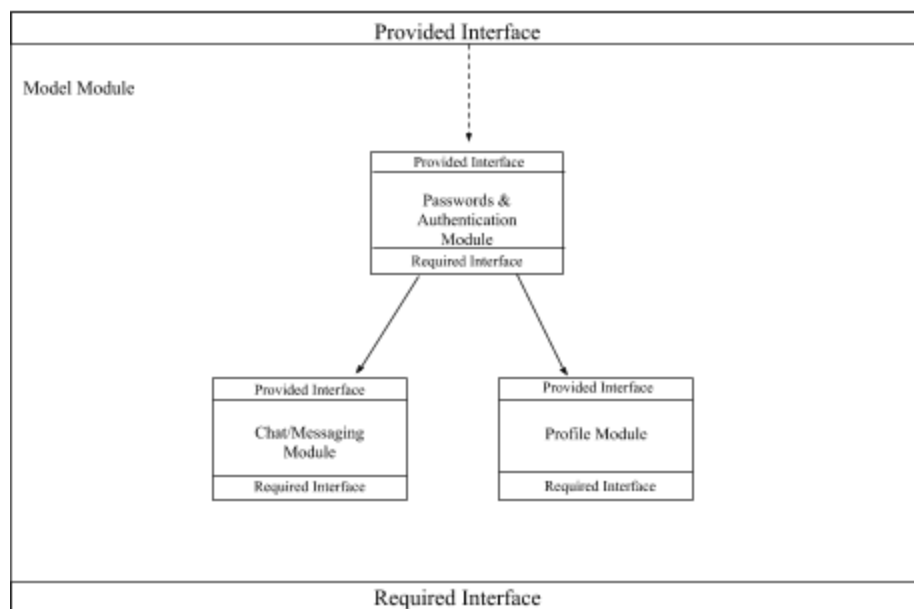 Provided Interface
Model Module
Provided Interface
Passwords &
Authentication
Module
Required Interface
Provided Interface
Chat/Messaging
Module
Required Interface
Provided Interface
Profile Module
Required Interface
Required Interface